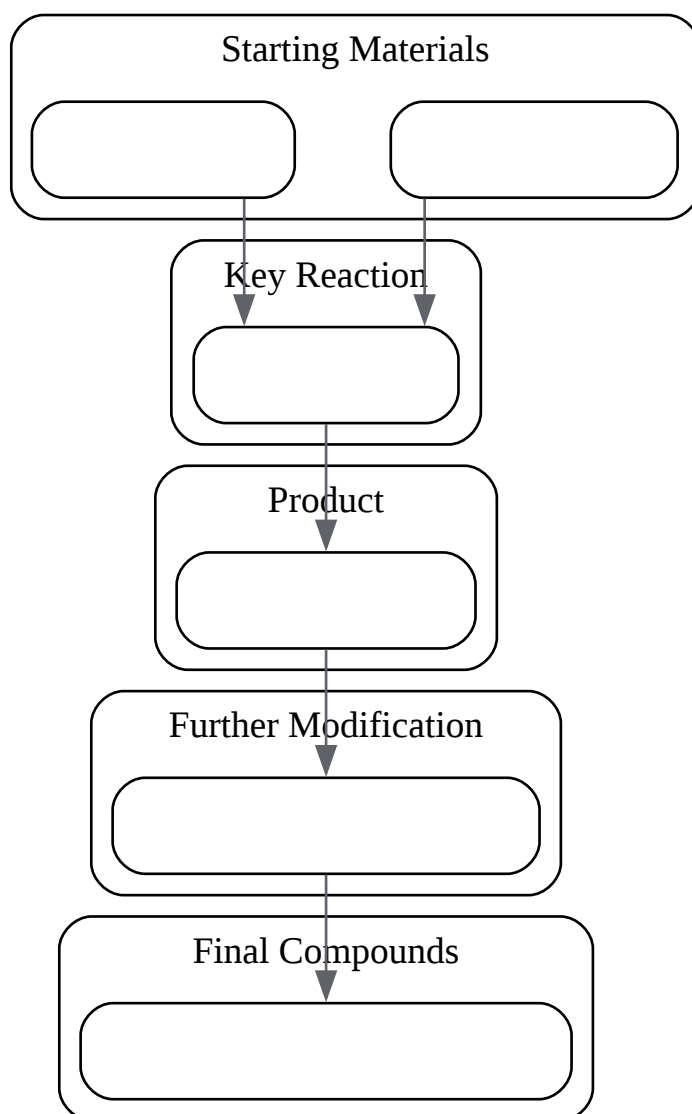 Starting Materials
Key Reaction
Product
Further Modification
Final Compounds